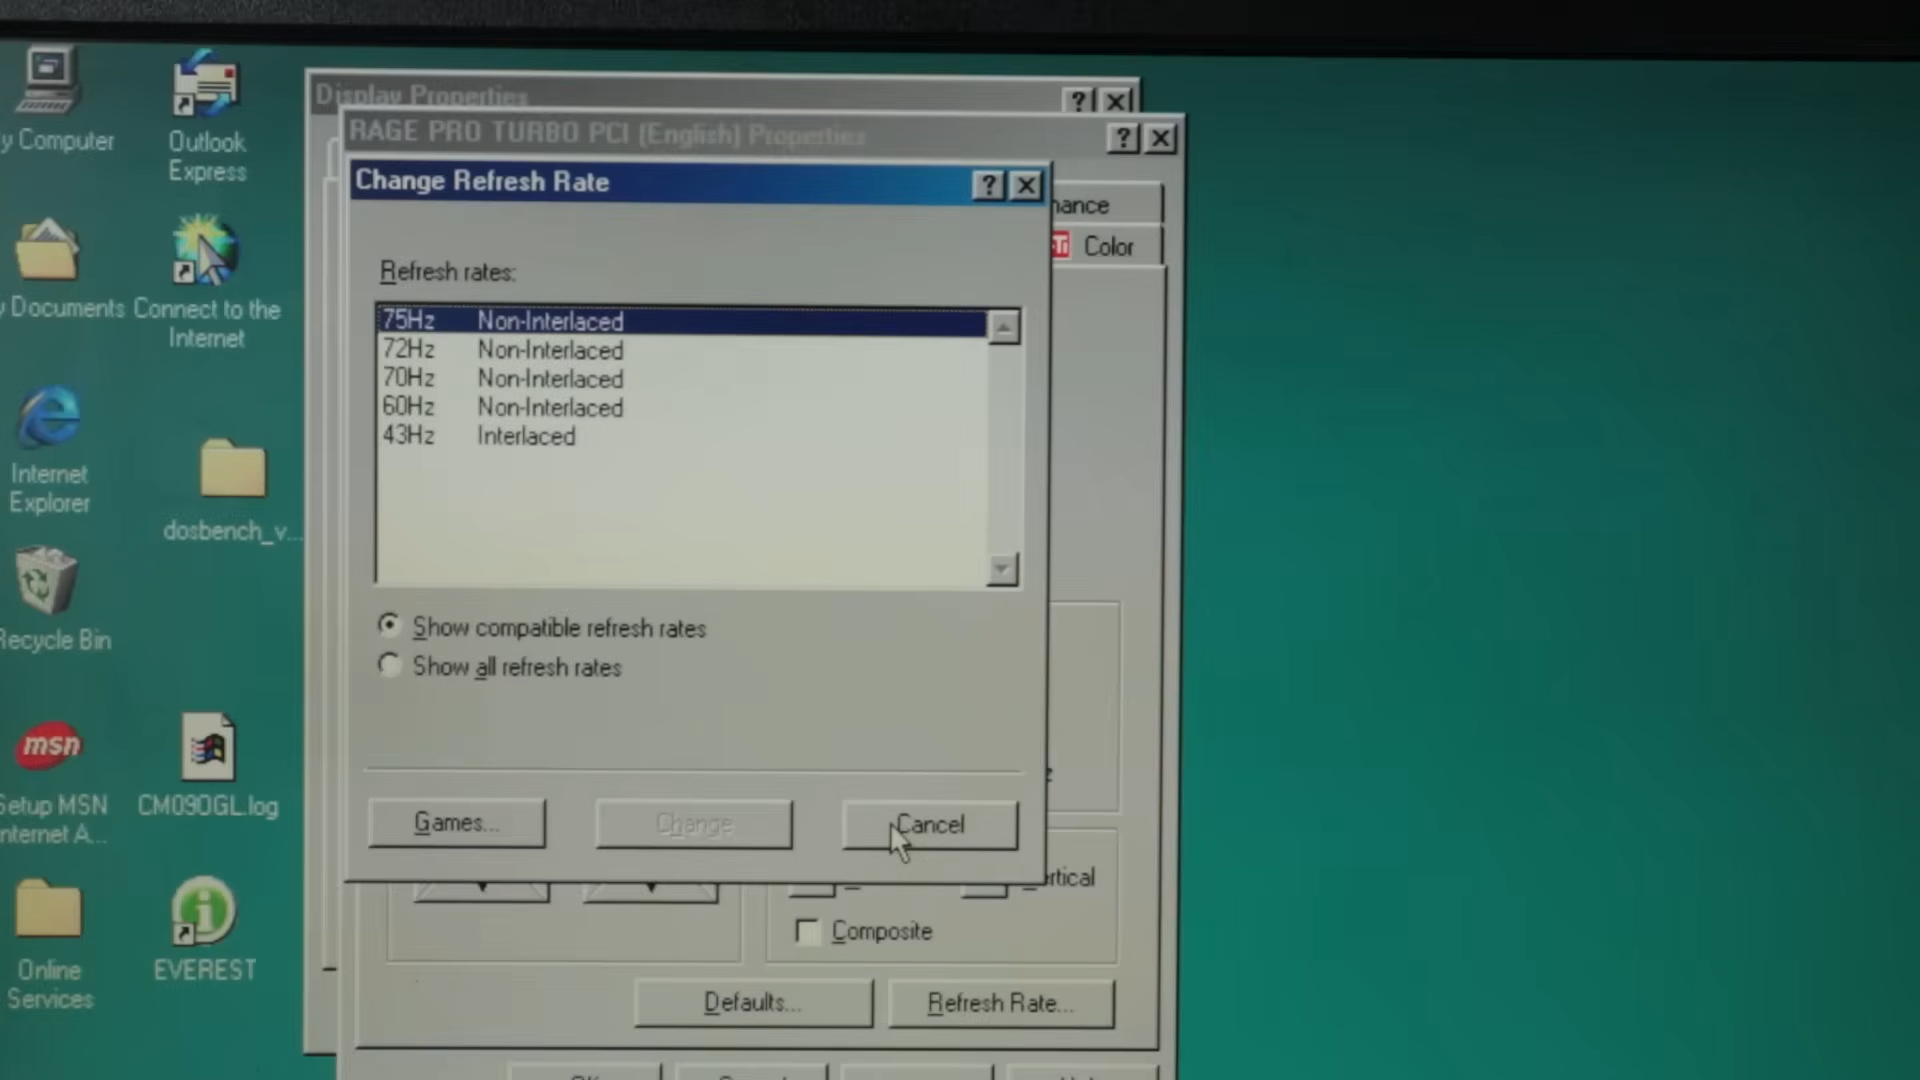 Display Properties
RAGE PRO TURBO PCI (English) Properties
Change Refresh Rate
Color
Refresh rates:
75Hz Non-Interlaced
72Hz Non-Interlaced
70Hz Non-Interlaced
60Hz Non-Interlaced
43Hz Interlaced
Show compatible refresh rates
Show all refresh rates
Games...
Change
Cancel
Composite
Defaults...
Refresh Rate...
y Computer
Outlook
Express
y Documents
Connect to the
Internet
Internet
Explorer
dosbench_v...
Recycle Bin
msn
Setup MSN
Internet A...
CM090GL.log
Online
Services
EVEREST